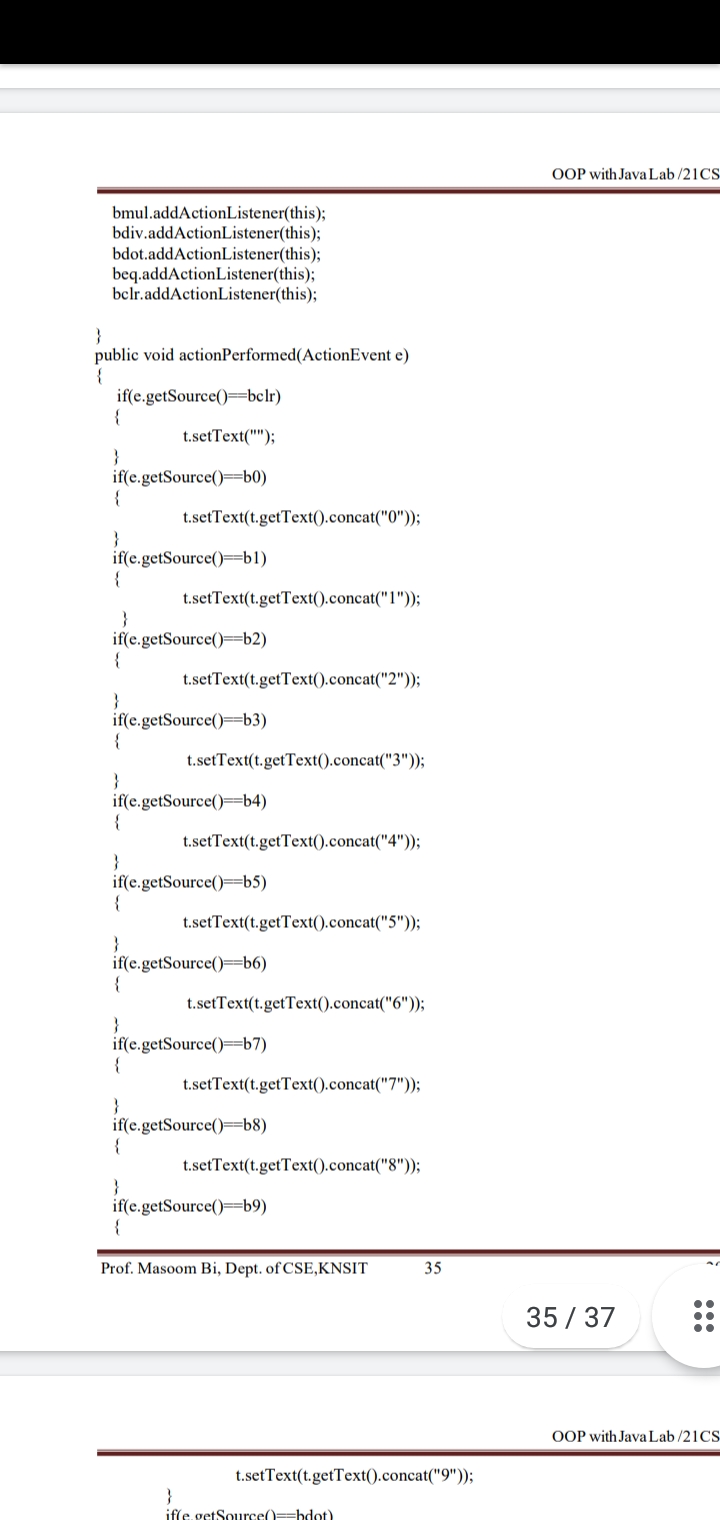 OOP with Java Lab /21CS
bmul.addActionListener(this);
bdiv.addActionListener(this);
bdot.addActionListener(this);
beq.addActionListener(this);
bclr.addActionListener(this);
}
public void actionPerformed(ActionEvent e)
{
if(e.getSource()==bclr)
{
t.setText("");
}
if(e.getSource()==b0)
{
t.setText(t.getText().concat("0"));
}
if(e.getSource()==b1)
{
t.setText(t.getText().concat("1"));
}
if(e.getSource()==b2)
{
t.setText(t.getText().concat("2"));
}
if(e.getSource()==b3)
{
t.setText(t.getText().concat("3"));
}
if(e.getSource()==b4)
{
t.setText(t.getText().concat("4"));
}
if(e.getSource()==b5)
{
t.setText(t.getText().concat("5"));
}
if(e.getSource()==b6)
{
t.setText(t.getText().concat("6"));
}
if(e.getSource()==b7)
{
t.setText(t.getText().concat("7"));
}
if(e.getSource()==b8)
{
t.setText(t.getText().concat("8"));
}
if(e.getSource()==b9)
{
Prof. Masoom Bi, Dept. of CSE,KNSIT 35
35 / 37
OOP with Java Lab /21CS
t.setText(t.getText().concat("9"));
}
if(e.getSource()==bdot)